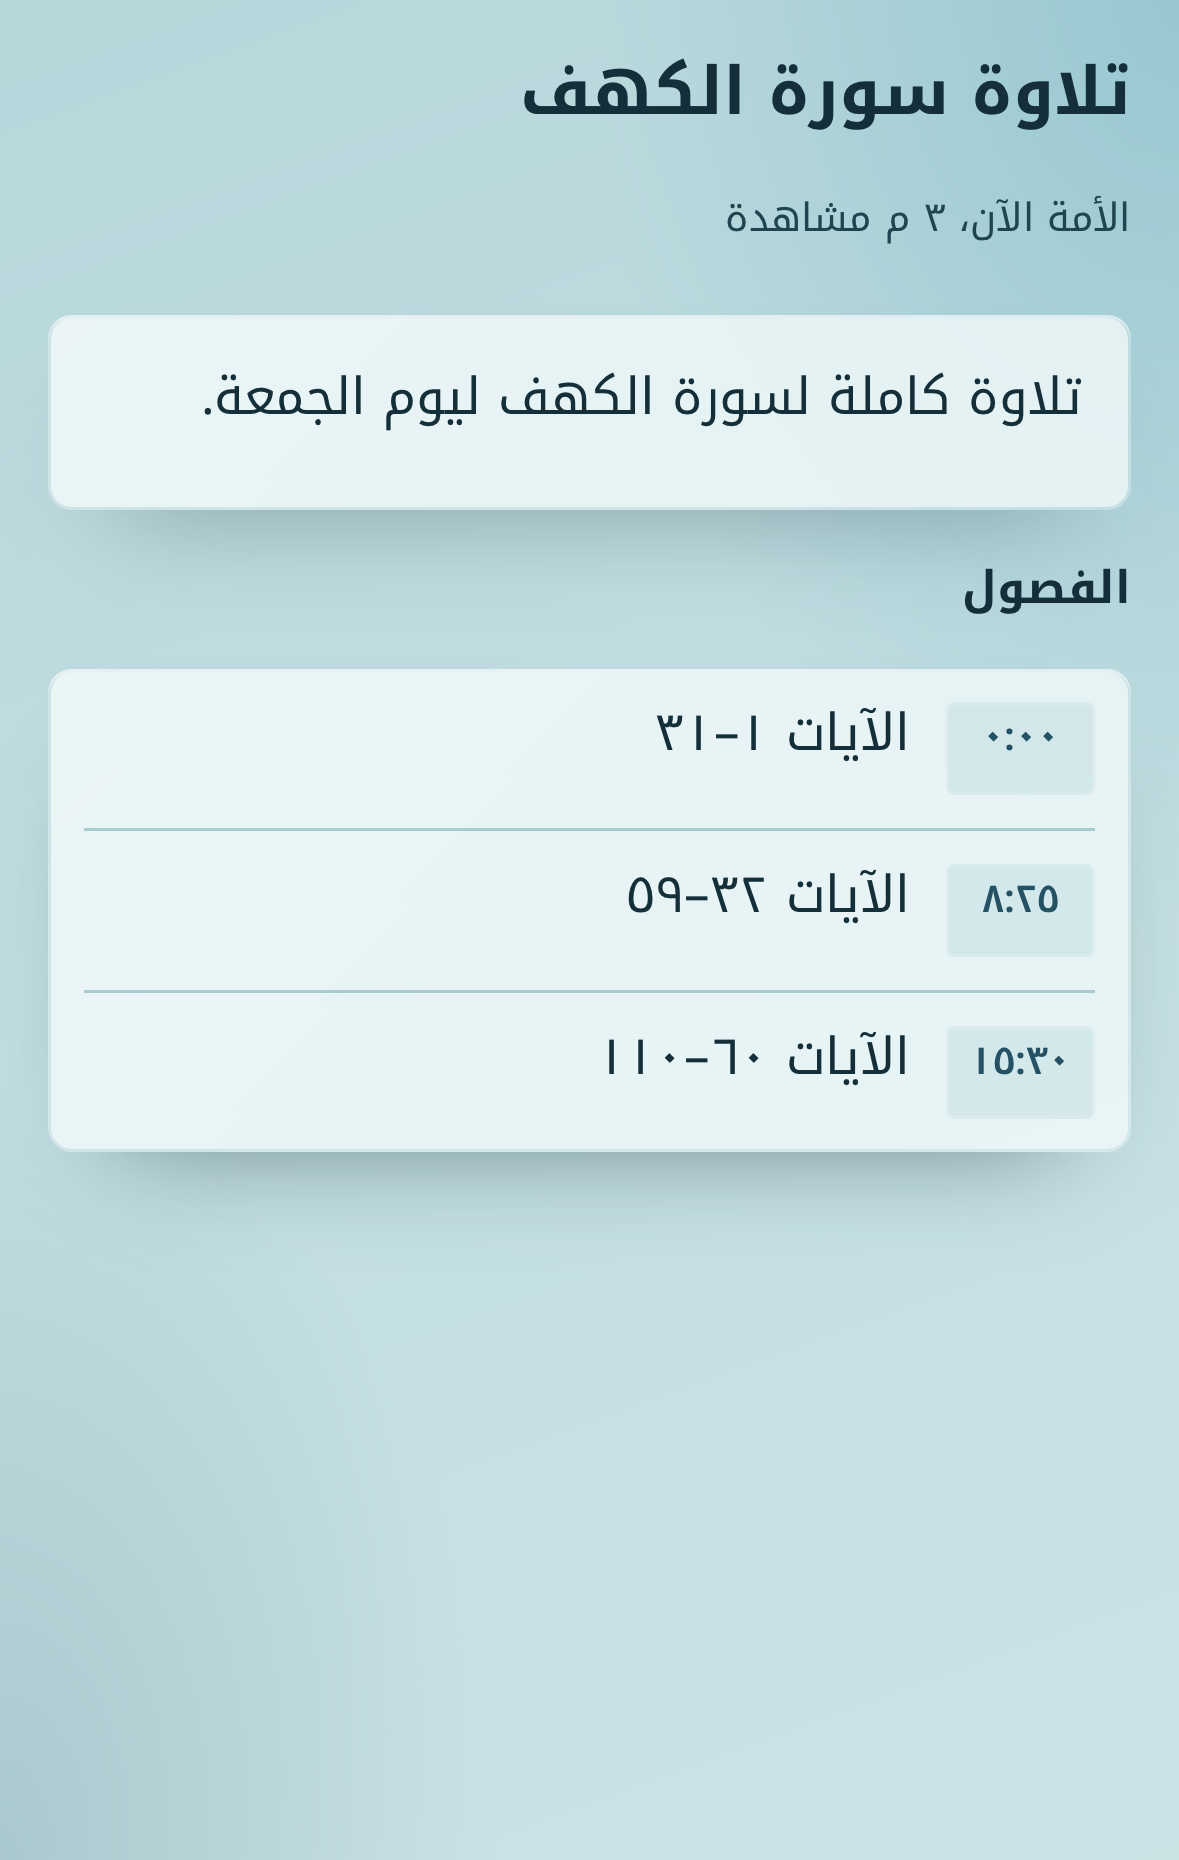 تلاوة سورة الكهف
الأمة الآن، ٣ م مشاهدة
تلاوة كاملة لسورة الكهف ليوم الجمعة.
الفصول
٠:٠٠ الآيات ١–٣١
٨:٢٥ الآيات ٣٢–٥٩
١٥:٣٠ الآيات ٦٠–١١٠